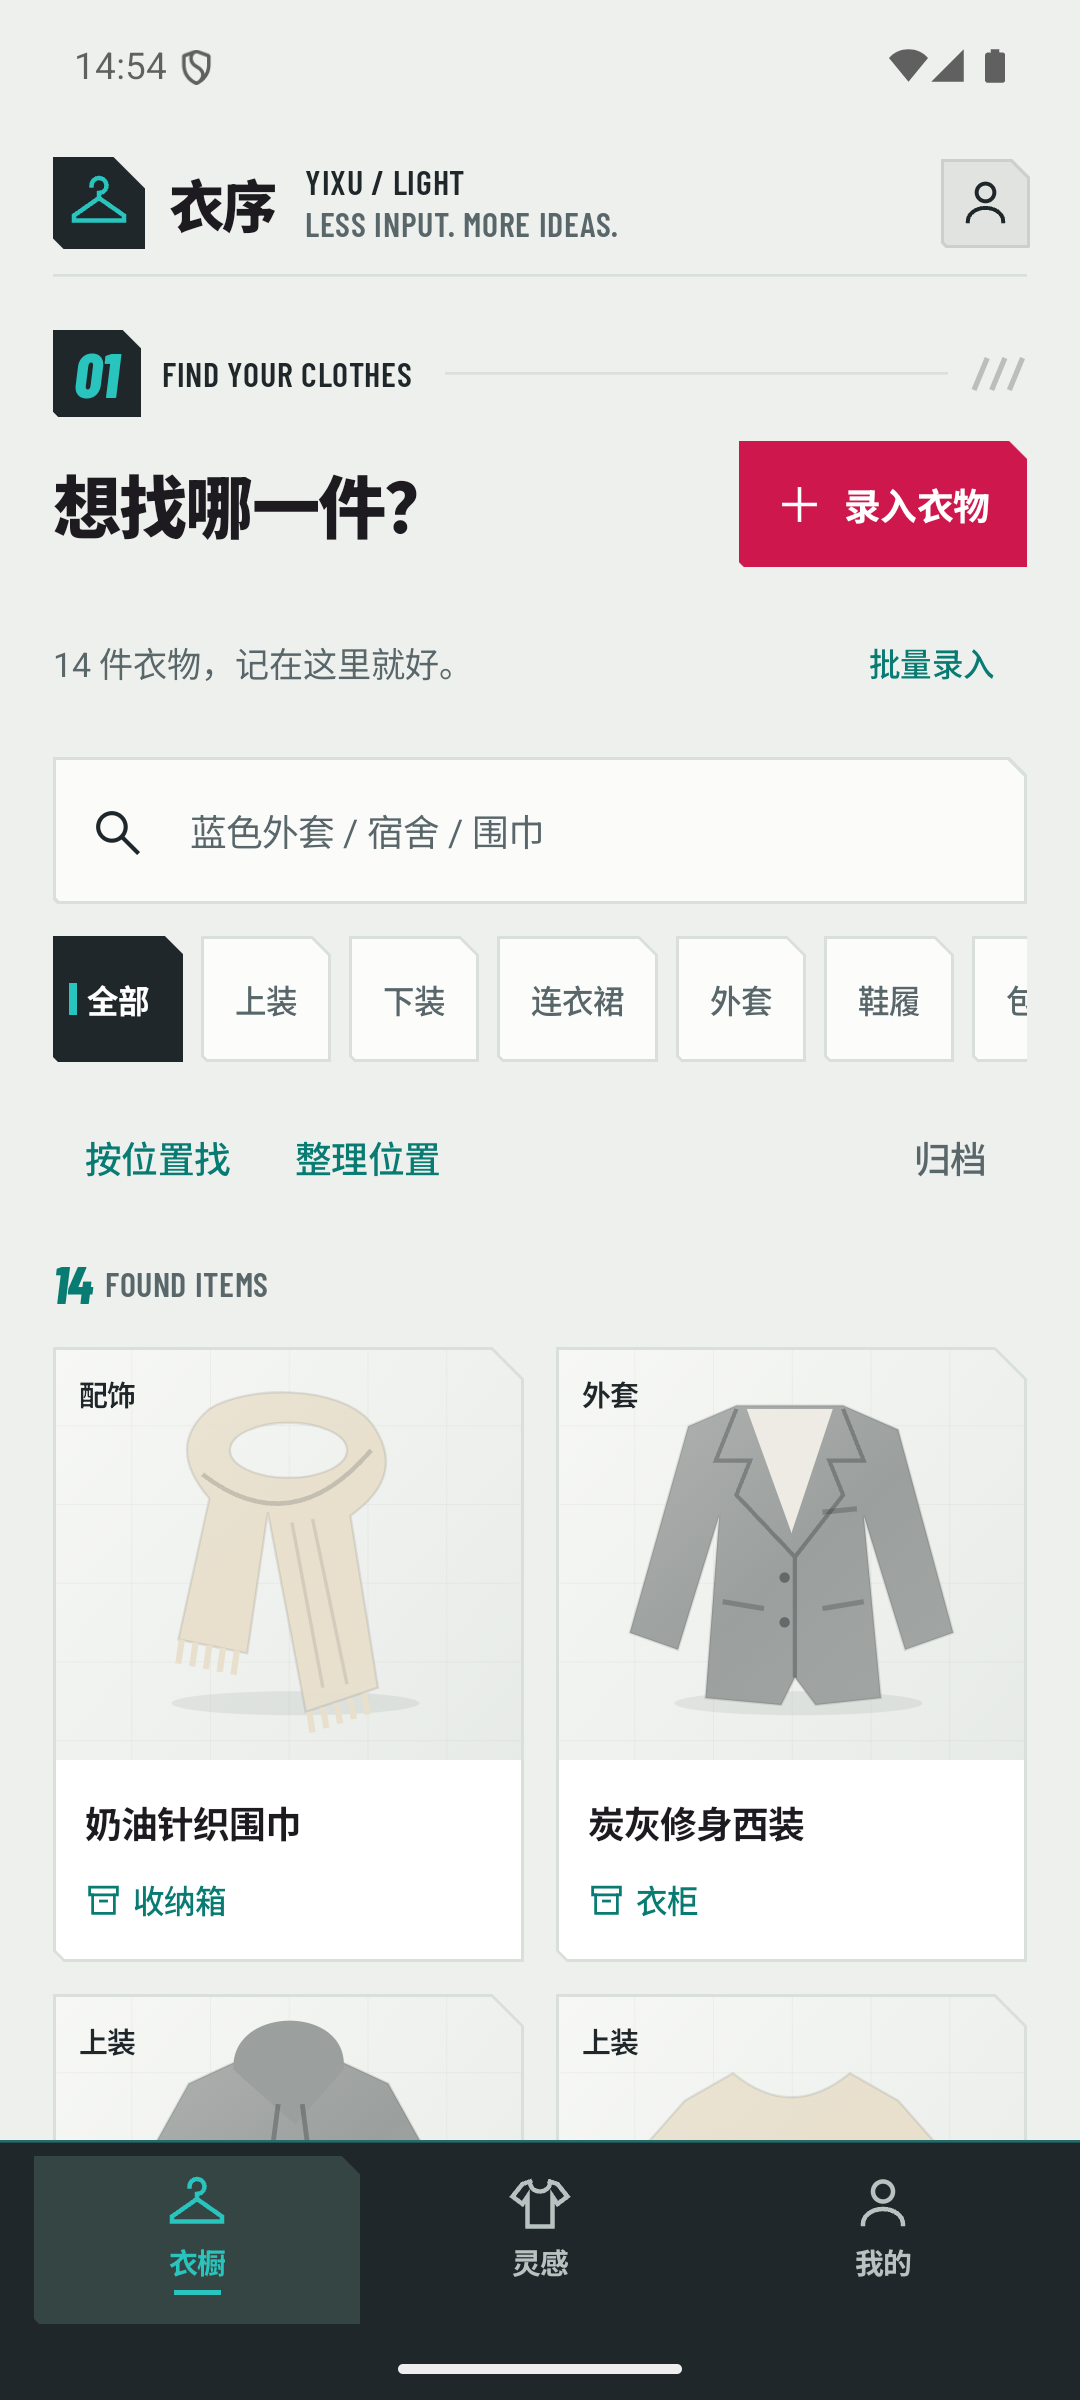 14:54
衣序
YIXU / LIGHT
LESS INPUT. MORE IDEAS.
01 FIND YOUR CLOTHES
想找哪一件?
录入衣物
14 件衣物，记在这里就好。
批量录入
蓝色外套 / 宿舍 / 围巾
全部 上装 下装 连衣裙 外套 鞋履
按位置找 整理位置 归档
14 FOUND ITEMS
配饰
奶油针织围巾
收纳箱
外套
炭灰修身西装
衣柜
上装
上装
衣橱 灵感 我的